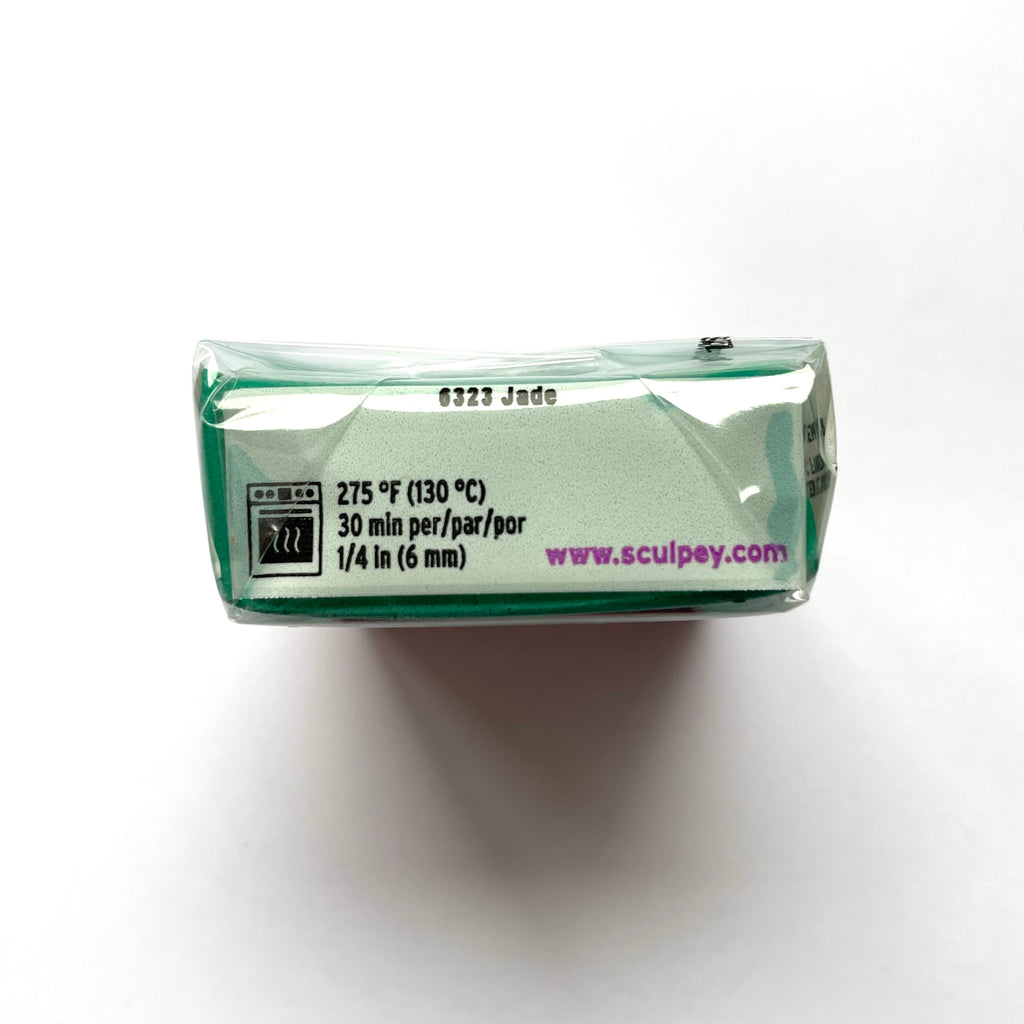 6323 Jade
275 °F (130 °C)
30 min per/par/por
1/4 in (6 mm)
www.sculpey.com